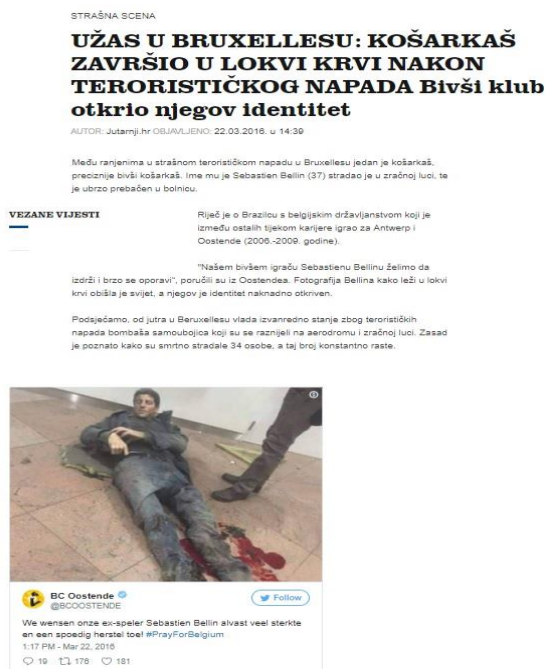 STRAŠNA SCENA
UŽAS U BRUXELLESU: KOŠARKAŠ
ZAVRŠIO U LOKVI KRVI NAKON
TERORISTIČKOG NAPADA Bivši klub
otkrio njegov identitet
AUTOR: Jutarnji.hr OBJAVLJENO: 22.03.2016. u 14:39
Među ranjenima u strašnom terorističkom napadu u Bruxellesu jedan je košarkaš,
preciznije bivši košarkaš. Ime mu je Sebastien Bellin (37) stradao je u zračnoj luci, te
je ubrzo prebačen u bolnicu.
VEZANE VIJESTI
Riječ je o Brazilcu s belgijskim državljanstvom koji je
između ostalih tijekom karijere igrao za Antwerp i
Oostende (2006.-2009. godine).
"Našem bivšem igraču Sebastienu Bellinu želimo da
izdrži i brzo se oporavi", poručili su iz Oostendea. Fotografija Bellina kako leži u lokvi
krvi obišla je svijet, a njegov je identitet naknadno otkriven.
Podsjećamo, od jutra u Beruxellesu vlada izvanredno stanje zbog terorističkih
napada bombaša samoubojica koji su se raznijeli na aerodromu i zračnoj luci. Zasad
je poznato kako su smrtno stradale 34 osobe, a taj broj konstantno raste.
BC Oostende
@BCOOSTENDE
Follow
We wensen onze ex-speler Sebastien Bellin alvast veel sterkte
en een spoedig herstel toe! #PrayForBelgium
1:17 PM - Mar 22, 2016
19 178 181